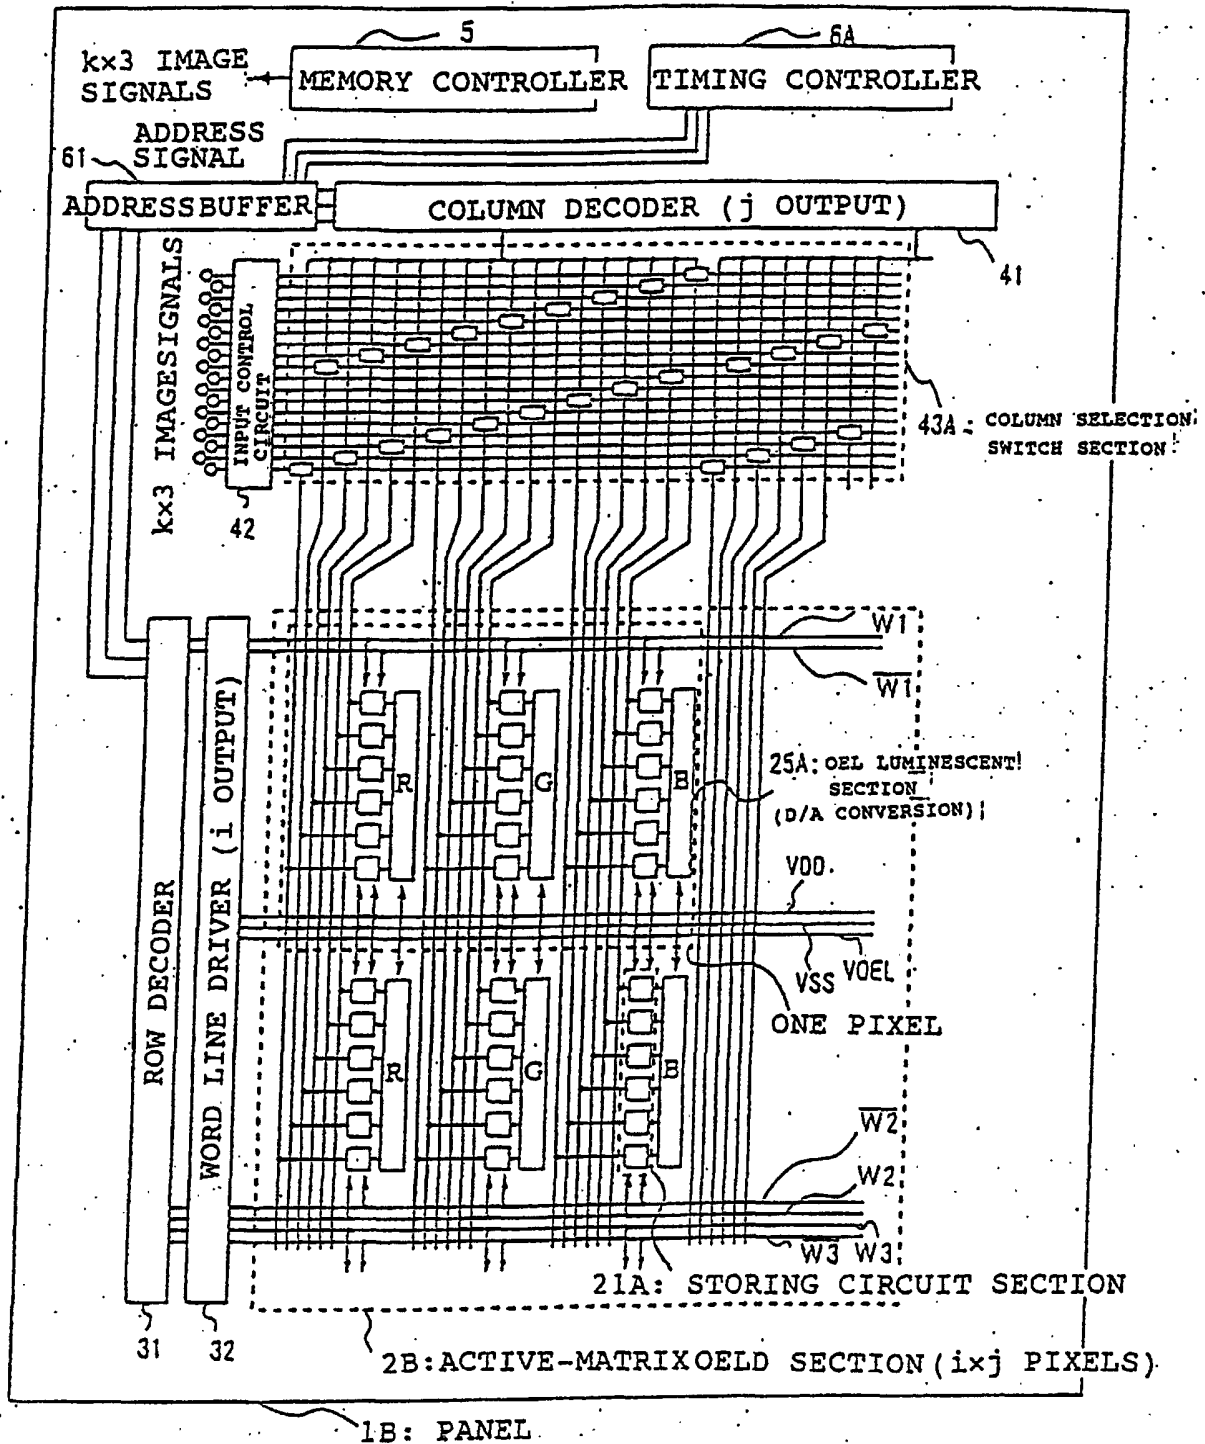 5
6A
k×3 IMAGE
SIGNALS
MEMORY CONTROLLER
TIMING CONTROLLER
ADDRESS
SIGNAL
61
ADDRESSBUFFER
COLUMN DECODER (j OUTPUT)
41
k×3 IMAGESIGNALS
INPUT CONTROL
CIRCUIT
42
43A : COLUMN SELECTION
SWITCH SECTION
W1
W1
R
G
B
25A: OEL LUMINESCENT
SECTION
(D/A CONVERSION)
VDD
VSS
VOEL
ONE PIXEL
ROW DECODER
WORD LINE DRIVER (i OUTPUT)
R
G
B
W2
W2
W3
W3
21A: STORING CIRCUIT SECTION
31
32
2B:ACTIVE-MATRIXOELD SECTION(i×j PIXELS)
1B: PANEL